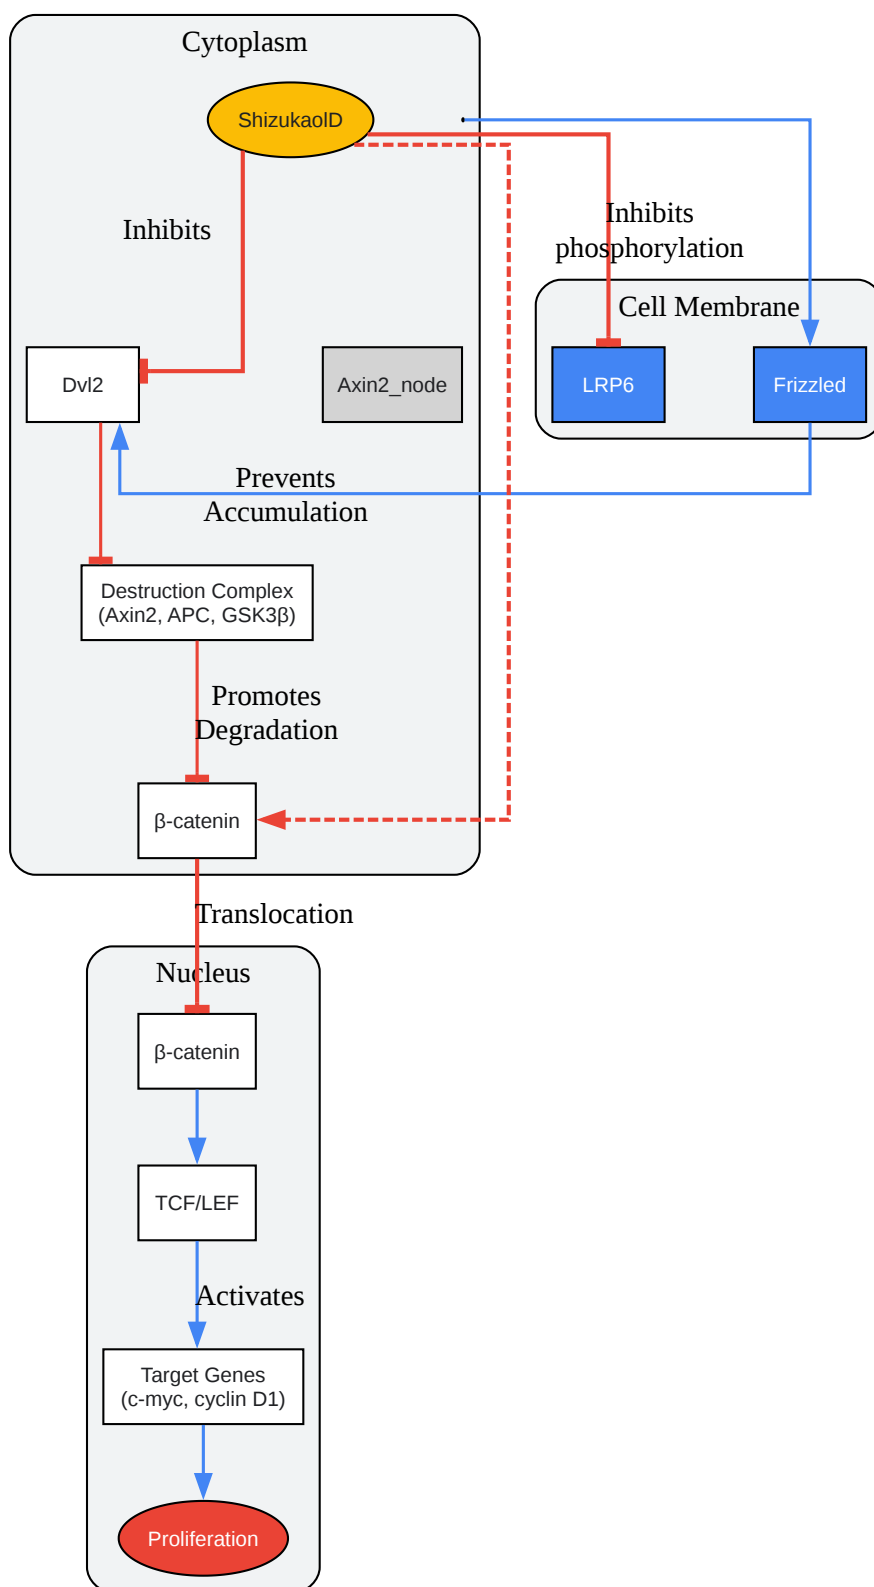 Cytoplasm
ShizukaolD
Inhibits
Inhibits
phosphorylation
Cell Membrane
Dvl2
Axin2_node
LRP6
Frizzled
Prevents
Accumulation
Destruction Complex
(Axin2, APC, GSK3β)
Promotes
Degradation
β-catenin
Translocation
Nucleus
β-catenin
TCF/LEF
Activates
Target Genes
(c-myc, cyclin D1)
Proliferation